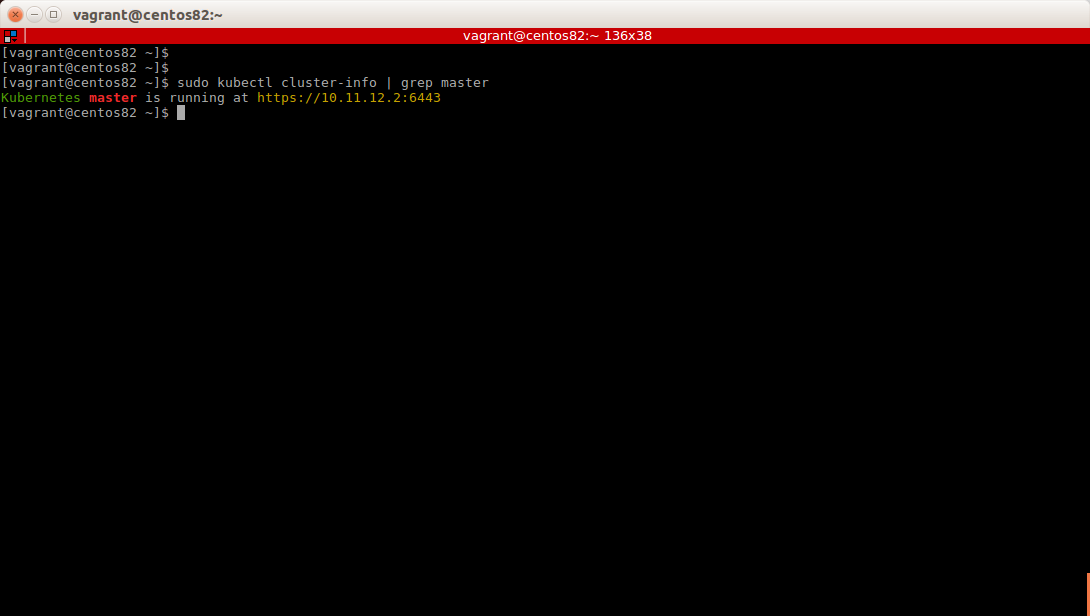 vagrant@centos82:~
vagrant@centos82:~ 136x38
[vagrant@centos82 ~]$
[vagrant@centos82 ~]$
[vagrant@centos82 ~]$ sudo kubectl cluster-info | grep master
Kubernetes master is running at https://10.11.12.2:6443
[vagrant@centos82 ~]$